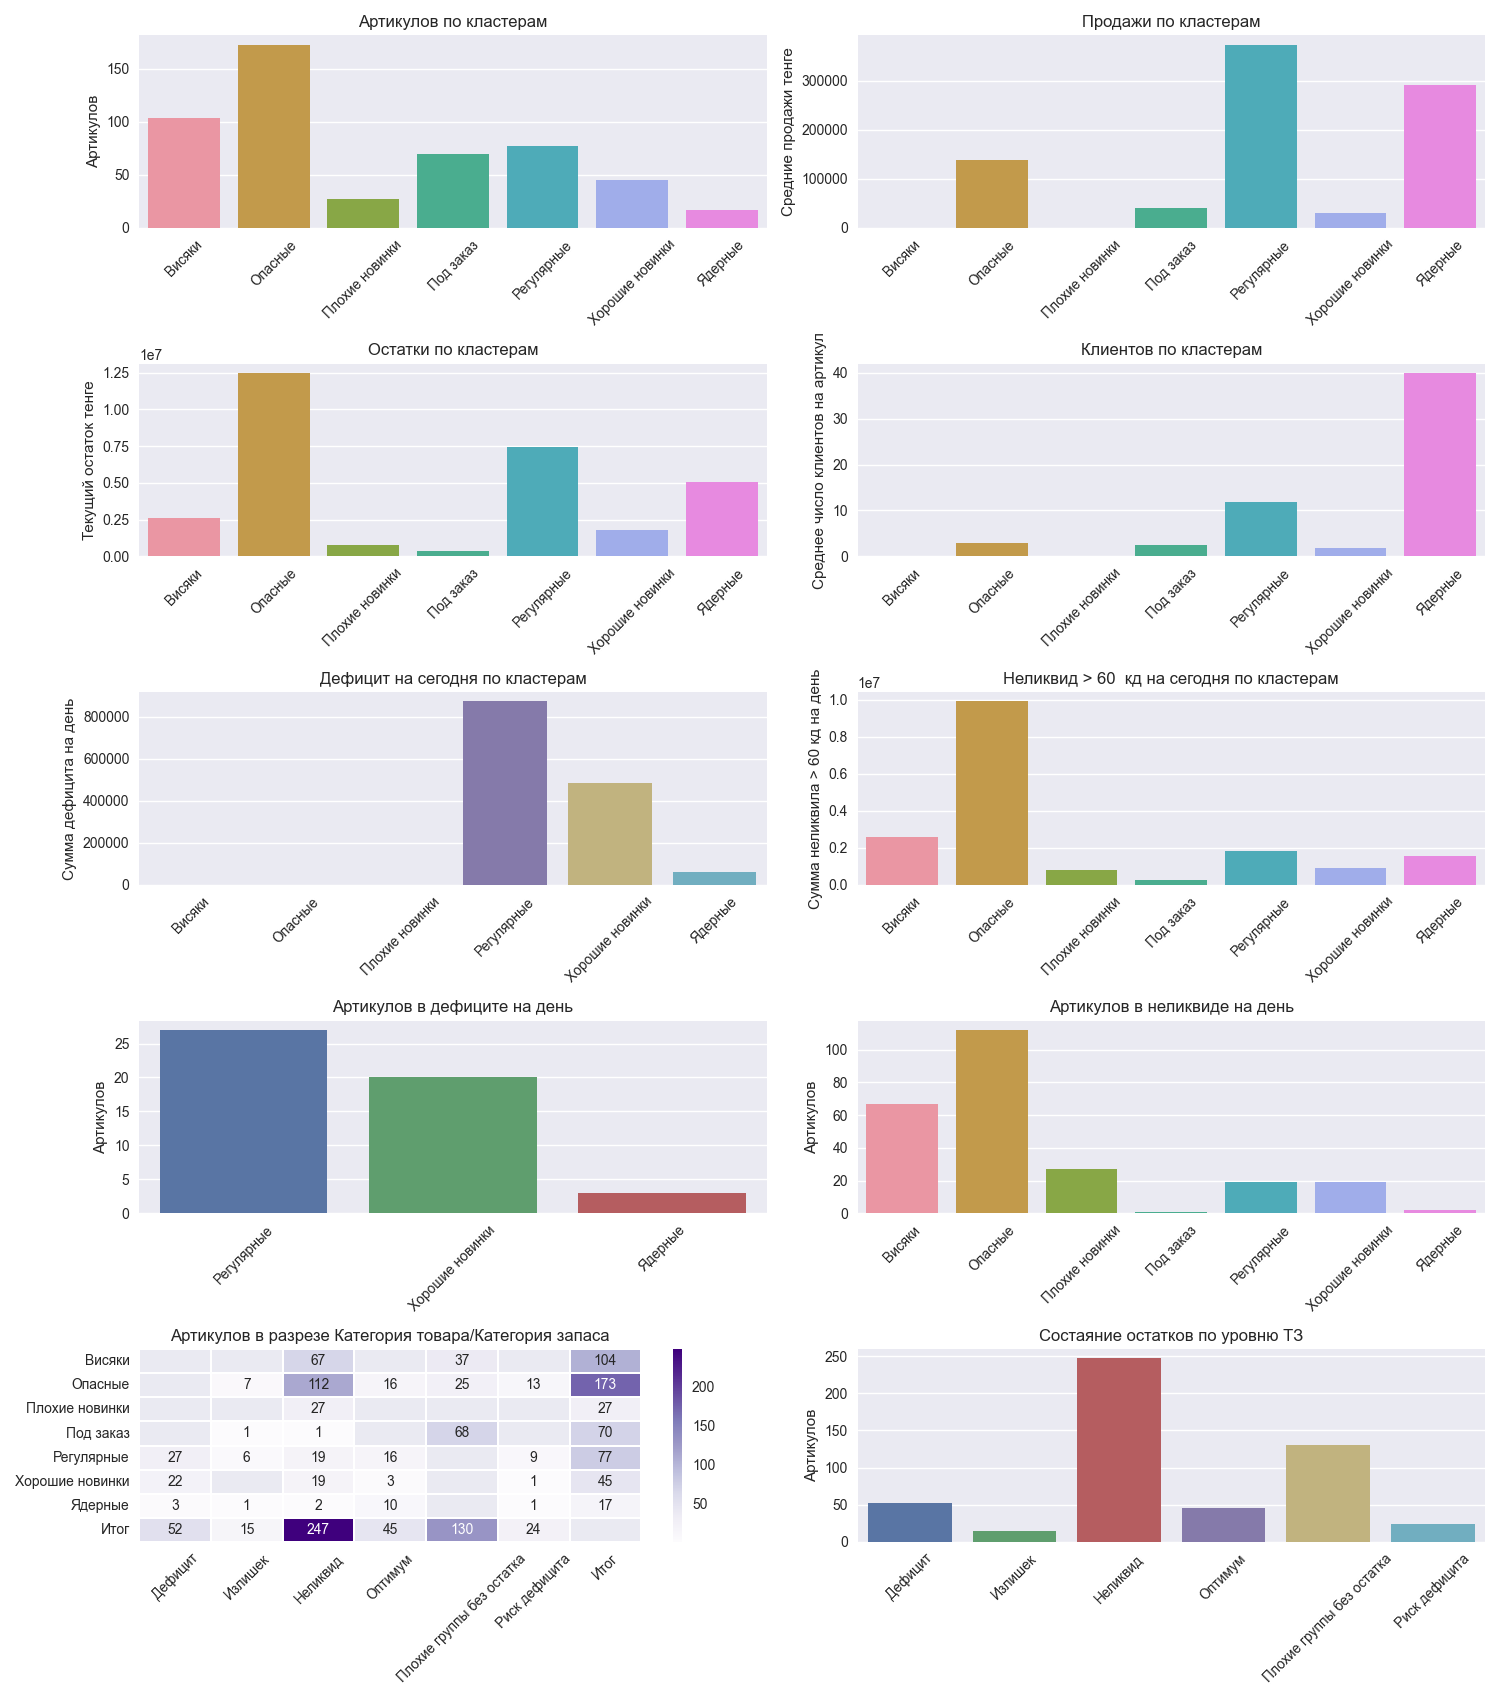 Артикулов по кластерам
Артикулов
150
100
50
0
Висяки
Опасные
Плохие новинки
Под заказ
Регулярные
Хорошие новинки
Ядерные
Продажи по кластерам
Средние продажи тенге
300000
200000
100000
0
Висяки
Опасные
Плохие новинки
Под заказ
Регулярные
Хорошие новинки
Ядерные
Остатки по кластерам
1e7
Текущий остаток тенге
1.25
1.00
0.75
0.50
0.25
0.00
Висяки
Опасные
Плохие новинки
Под заказ
Регулярные
Хорошие новинки
Ядерные
Клиентов по кластерам
Среднее число клиентов на артикул
40
30
20
10
0
Висяки
Опасные
Плохие новинки
Под заказ
Регулярные
Хорошие новинки
Ядерные
Дефицит на сегодня по кластерам
Сумма дефицита на день
800000
600000
400000
200000
0
Висяки
Опасные
Плохие новинки
Регулярные
Хорошие новинки
Ядерные
Неликвид > 60  кд на сегодня по кластерам
1e7
Сумма неликвила > 60 кд на день
1.0
0.8
0.6
0.4
0.2
0.0
Висяки
Опасные
Плохие новинки
Под заказ
Регулярные
Хорошие новинки
Ядерные
Артикулов в дефиците на день
Артикулов
25
20
15
10
5
0
Регулярные
Хорошие новинки
Ядерные
Артикулов в неликвиде на день
Артикулов
100
80
60
40
20
0
Висяки
Опасные
Плохие новинки
Под заказ
Регулярные
Хорошие новинки
Ядерные
Артикулов в разрезе Категория товара/Категория запаса
Висяки 67 37 104
Опасные 7 112 16 25 13 173
Плохие новинки 27 27
Под заказ 1 1 68 70
Регулярные 27 6 19 16 9 77
Хорошие новинки 22 19 3 1 45
Ядерные 3 1 2 10 1 17
Итог 52 15 247 45 130 24
Дефицит
Излишек
Неликвид
Оптимум
Плохие группы без остатка
Риск дефицита
Итог
200
150
100
50
Состаяние остатков по уровню ТЗ
Артикулов
250
200
150
100
50
0
Дефицит
Излишек
Неликвид
Оптимум
Плохие группы без остатка
Риск дефицита